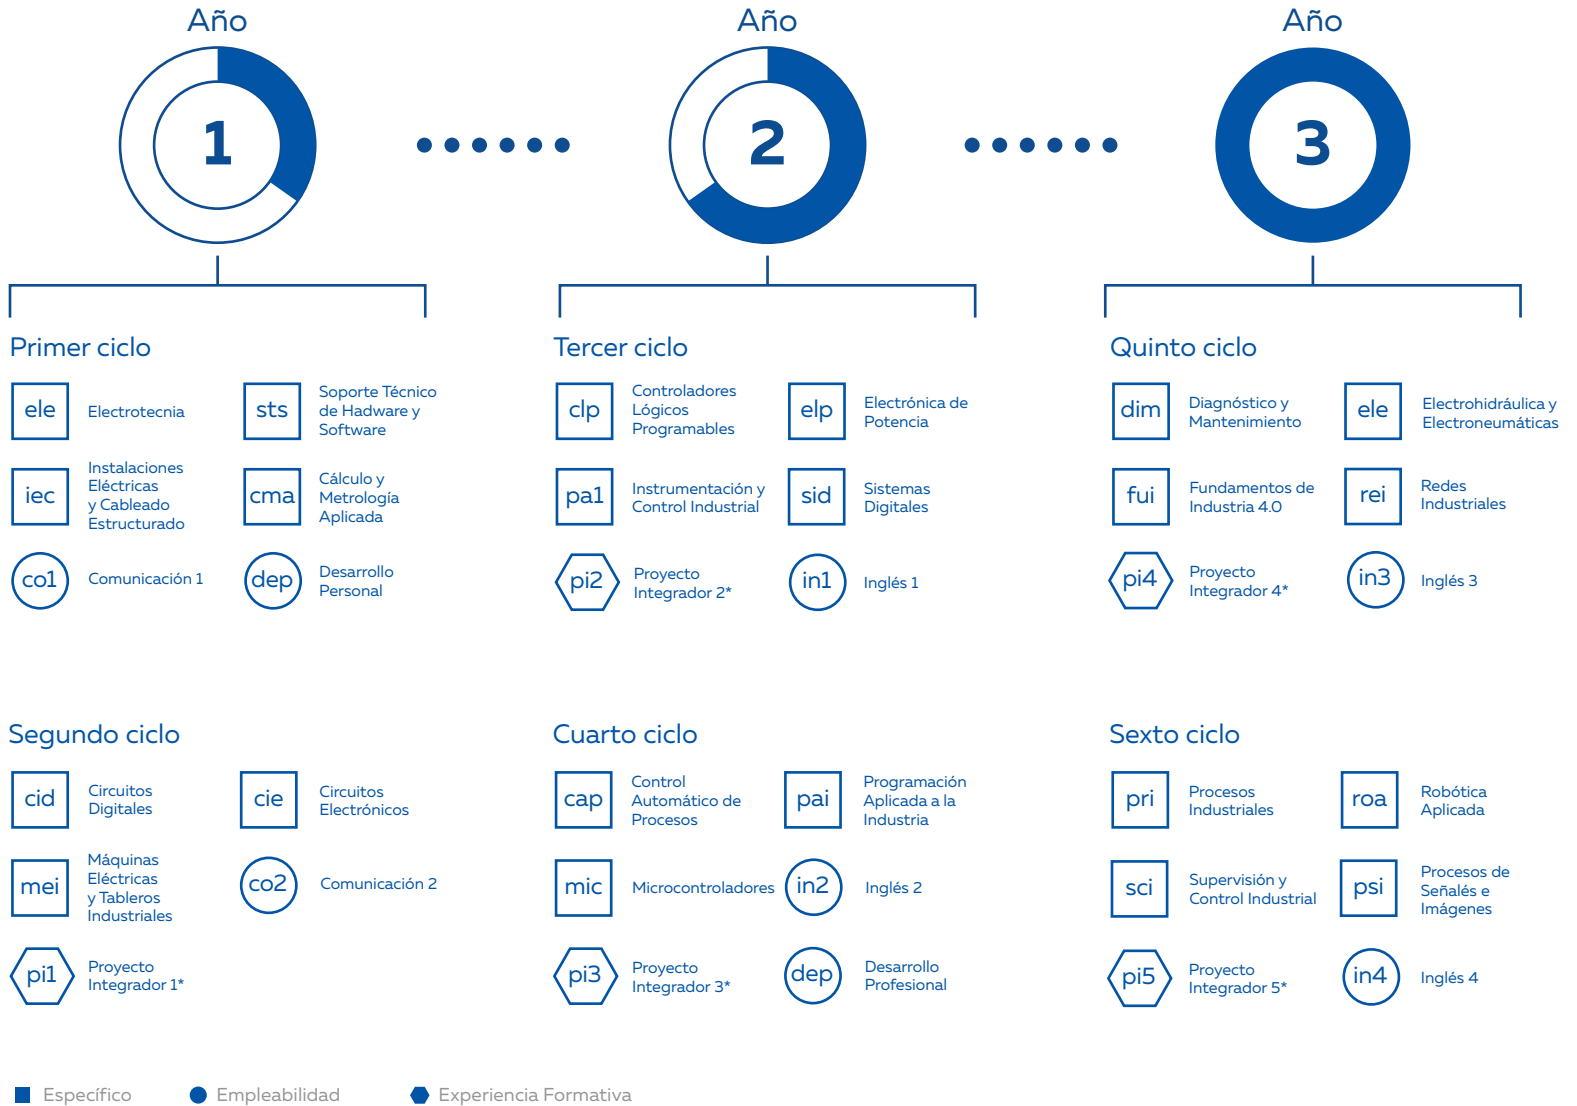 Año
1
Año
2
Año
3
Primer ciclo
ele
Electrotecnia
sts
Soporte Técnico
de Hadware y
Software
iec
Instalaciones
Eléctricas
y Cableado
Estructurado
cma
Cálculo y
Metrología
Aplicada
co1
Comunicación 1
dep
Desarrollo
Personal
Segundo ciclo
cid
Circuitos
Digitales
cie
Circuitos
Electrónicos
mei
Máquinas
Eléctricas
y Tableros
Industriales
co2
Comunicación 2
pi1
Proyecto
Integrador 1*
Tercer ciclo
clp
Controladores
Lógicos
Programables
elp
Electrónica de
Potencia
pa1
Instrumentación y
Control Industrial
sid
Sistemas
Digitales
pi2
Proyecto
Integrador 2*
in1
Inglés 1
Cuarto ciclo
cap
Control
Automático de
Procesos
pai
Programación
Aplicada a la
Industria
mic
Microcontroladores
in2
Inglés 2
pi3
Proyecto
Integrador 3*
dep
Desarrollo
Profesional
Quinto ciclo
dim
Diagnóstico y
Mantenimiento
ele
Electrohidráulica y
Electroneumáticas
fui
Fundamentos de
Industria 4.0
rei
Redes
Industriales
pi4
Proyecto
Integrador 4*
in3
Inglés 3
Sexto ciclo
pri
Procesos
Industriales
roa
Robótica
Aplicada
sci
Supervisión y
Control Industrial
psi
Procesos de
Señalés e
Imágenes
pi5
Proyecto
Integrador 5*
in4
Inglés 4
Específico
Empleabilidad
Experiencia Formativa